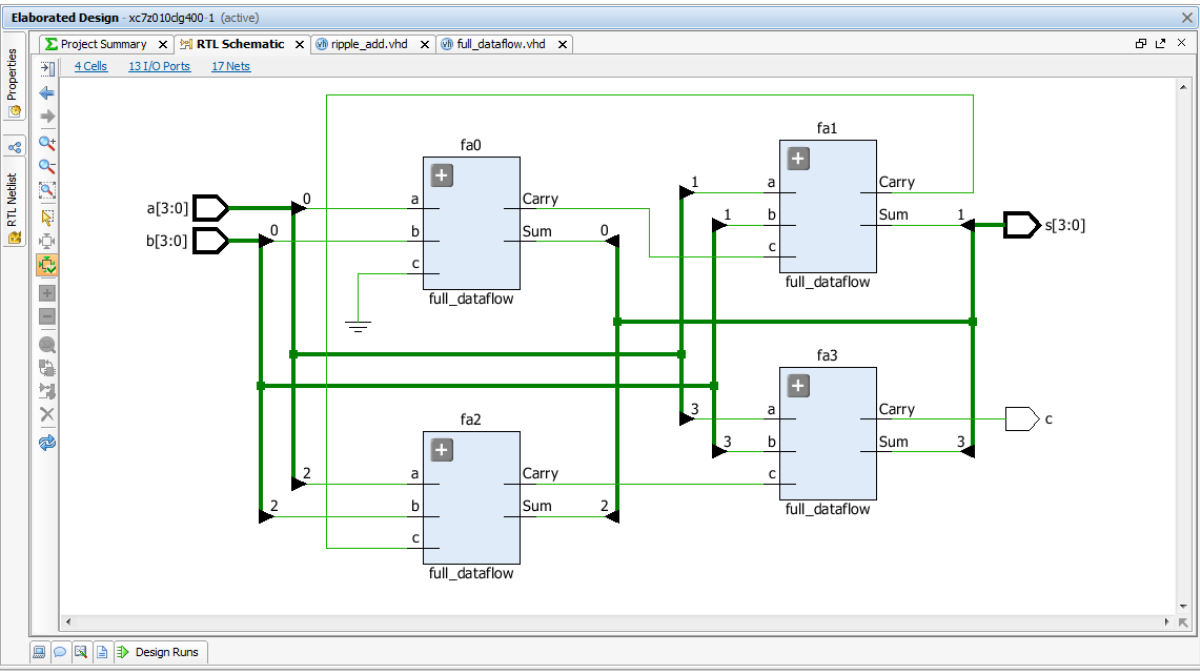 Elaborated Design - xc7z010clg400-1 (active)
Properties
RTL Netlist
Project Summary RTL Schematic ripple_add.vhd full_dataflow.vhd
4 Cells 13 I/O Ports 17 Nets
fa0
a[3:0]
b[3:0]
0
0
a
b
c
Carry
Sum
0
full_dataflow
fa1
1
1
a
b
c
Carry
Sum
1
s[3:0]
full_dataflow
fa2
2
2
a
b
c
Carry
Sum
2
full_dataflow
fa3
3
3
a
b
c
Carry
Sum
3
c
full_dataflow
Design Runs